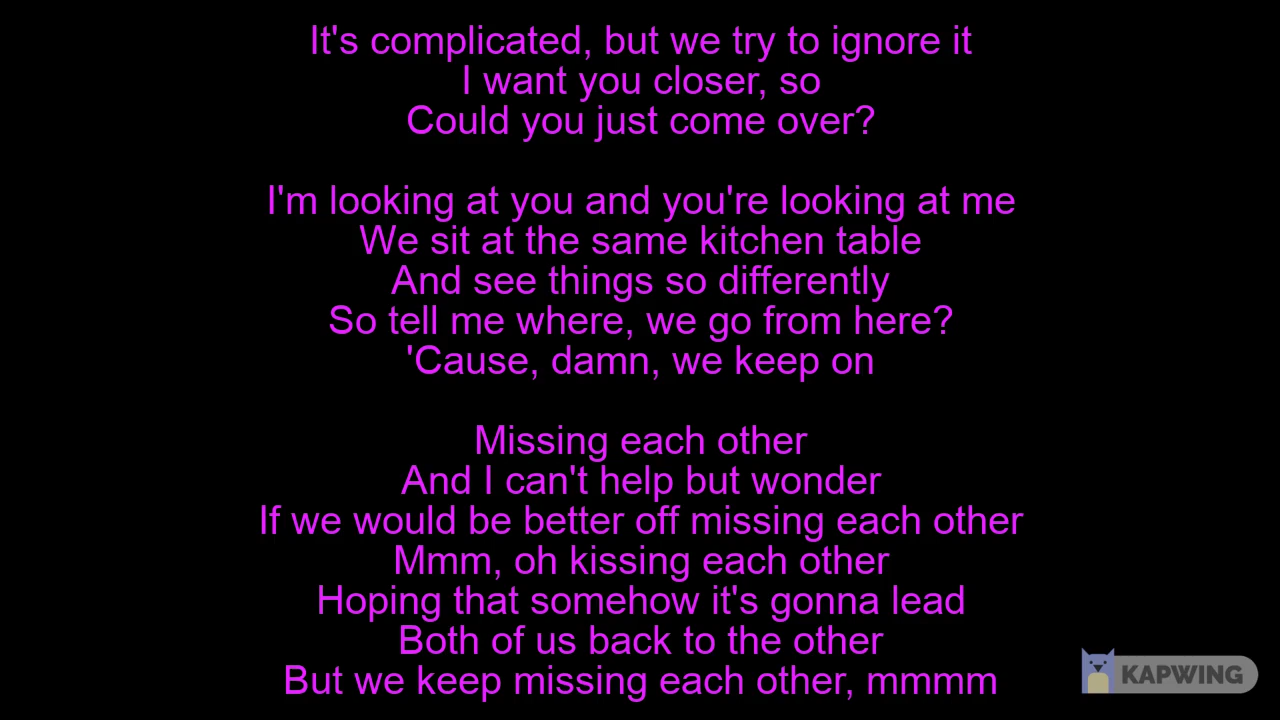 It's complicated, but we try to ignore it
I want you closer, so
Could you just come over?
I'm looking at you and you're looking at me
We sit at the same kitchen table
And see things so differently
So tell me where, we go from here?
'Cause, damn, we keep on
Missing each other
And I can't help but wonder
If we would be better off missing each other
Mmm, oh kissing each other
Hoping that somehow it's gonna lead
Both of us back to the other
But we keep missing each other, mmmm
KAPWING